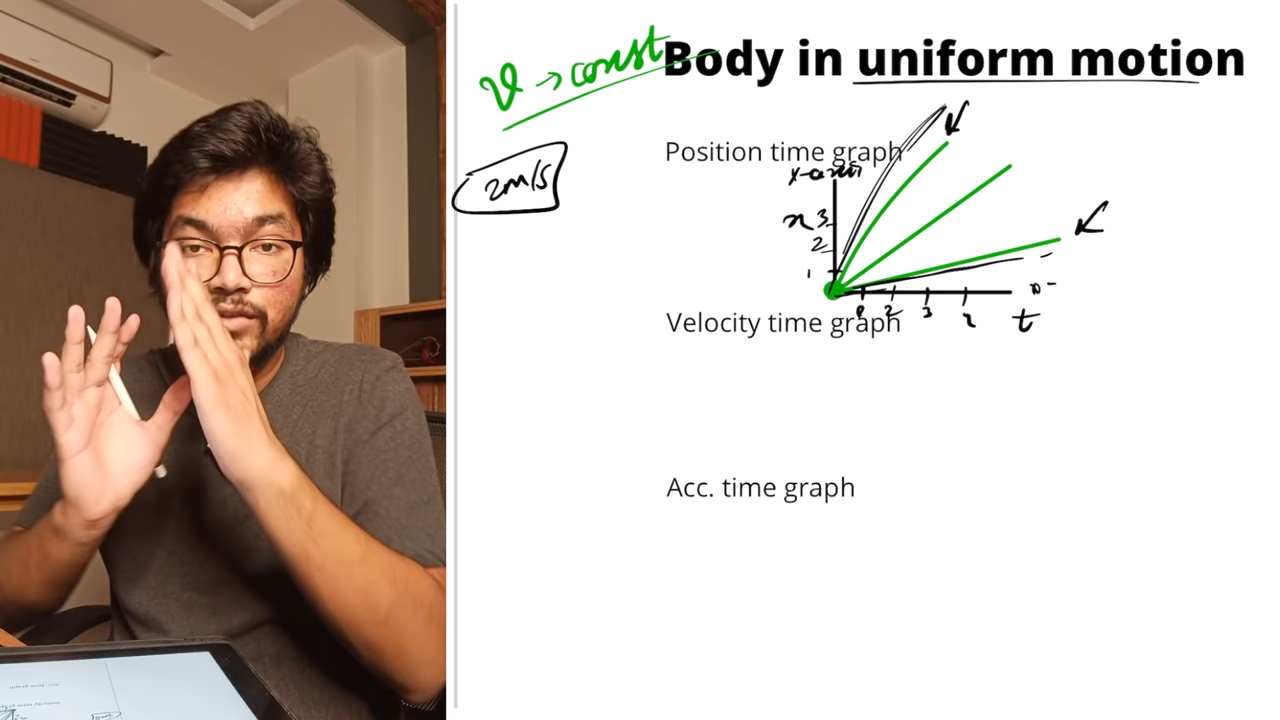 v → const
Body in uniform motion
2m/s
Position time graph
x-axis
x 3
2
1
2 3
t
Velocity time graph
Acc. time graph